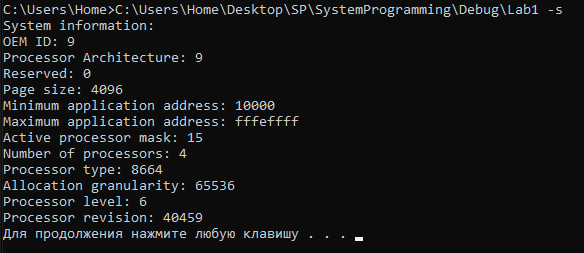 C:\Users\Home>C:\Users\Home\Desktop\SP\SystemProgramming\Debug\Lab1 -s
System information:
OEM ID: 9
Processor Architecture: 9
Reserved: 0
Page size: 4096
Minimum application address: 10000
Maximum application address: fffeffff
Active processor mask: 15
Number of processors: 4
Processor type: 8664
Allocation granularity: 65536
Processor level: 6
Processor revision: 40459
Для продолжения нажмите любую клавишу . . .